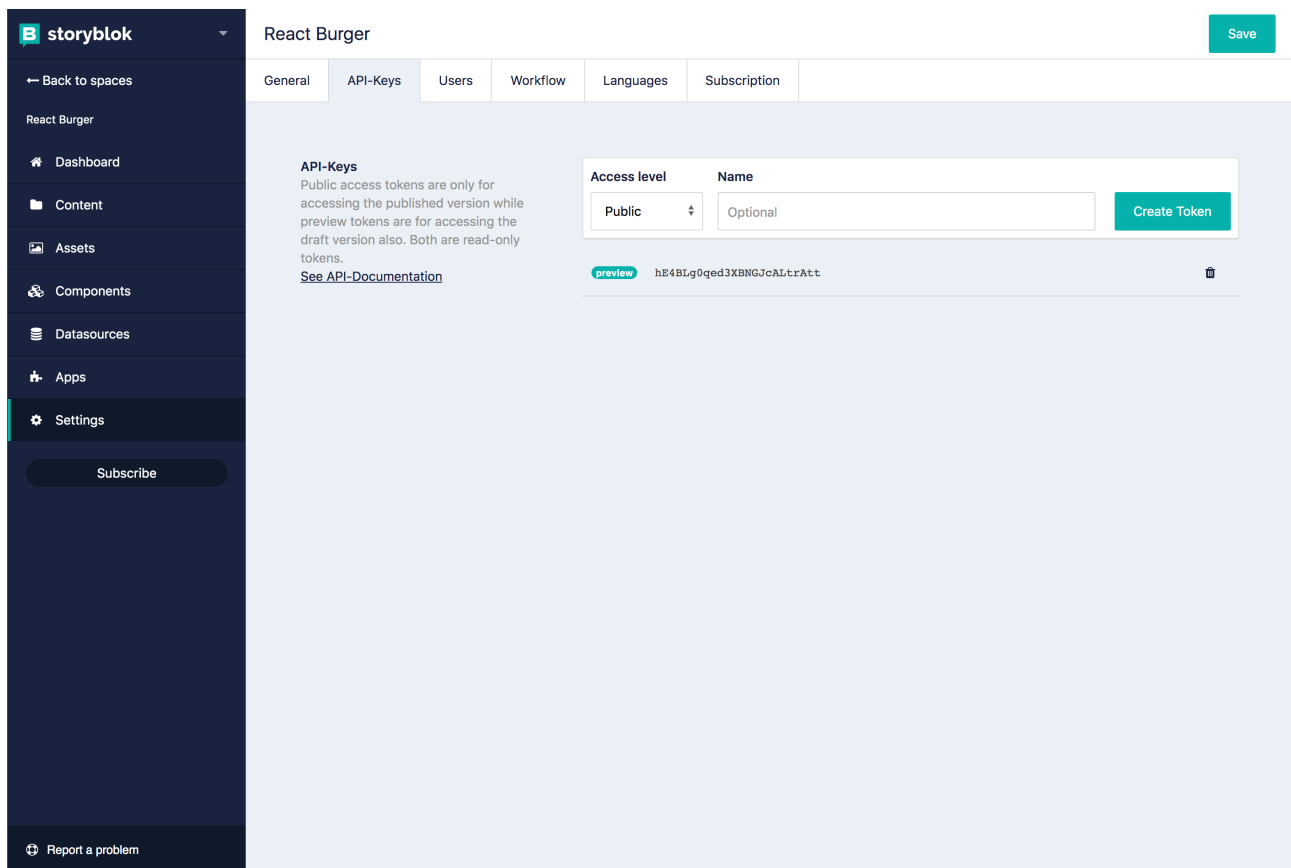 storyblok
React Burger
Save
← Back to spaces
General
API-Keys
Users
Workflow
Languages
Subscription
React Burger
Dashboard
Content
Assets
Components
Datasources
Apps
Settings
Subscribe
Report a problem
API-Keys
Public access tokens are only for
accessing the published version while
preview tokens are for accessing the
draft version also. Both are read-only
tokens.
See API-Documentation
Access level
Name
Public
Optional
Create Token
preview
hE4BLg0qed3XBNGJcALtrAtt